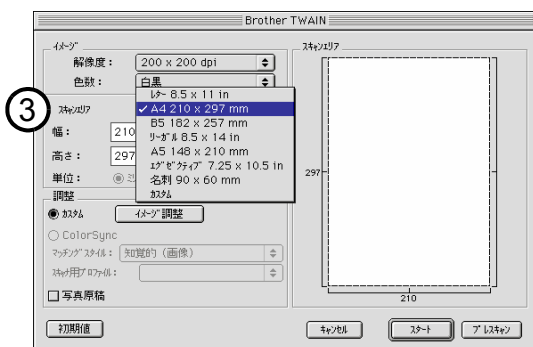 Brother TWAIN
イメージ
解像度： 200 x 200 dpi
色数： 白黒
③
スキャンエリア
幅： 210
高さ： 297
単位：
レター 8.5 x 11 in
✓ A4 210 x 297 mm
B5 182 x 257 mm
リーガル 8.5 x 14 in
A5 148 x 210 mm
エグゼクティブ 7.25 x 10.5 in
名刺 90 x 60 mm
カスタム
調整
カスタム イメージ調整
ColorSync
マッチングスタイル： 知覚的（画像）
スキャナ用プロファイル：
写真原稿
初期値
スキャンエリア
297
210
キャンセル スタート プレスキャン